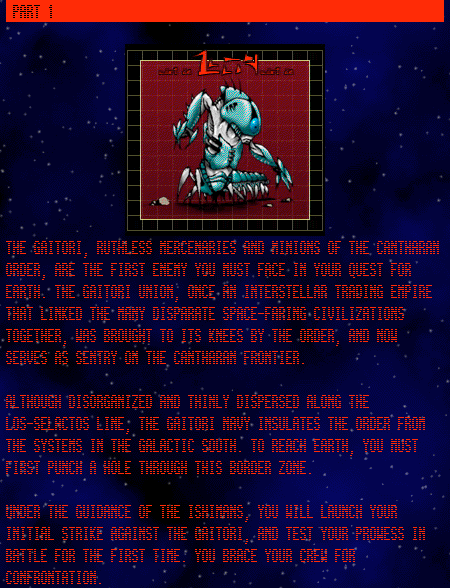 PART 1
THE GAITORI, RUTHLESS MERCENARIES AND MINIONS OF THE CANTHARAN
ORDER, ARE THE FIRST ENEMY YOU MUST FACE IN YOUR QUEST FOR
EARTH. THE GAITORI UNION, ONCE AN INTERSTELLAR TRADING EMPIRE
THAT LINKED THE MANY DISPARATE SPACE-FARING CIVILIZATIONS
TOGETHER, WAS BROUGHT TO ITS KNEES BY THE ORDER, AND NOW
SERVES AS SENTRY ON THE CANTHARAN FRONTIER.
ALTHOUGH DISORGANIZED AND THINLY DISPERSED ALONG THE
LOS-SELACTOS LINE, THE GAITORI NAVY INSULATES THE ORDER FROM
THE SYSTEMS IN THE GALACTIC SOUTH. TO REACH EARTH, YOU MUST
FIRST PUNCH A HOLE THROUGH THIS BORDER ZONE.
UNDER THE GUIDANCE OF THE ISHIMANS, YOU WILL LAUNCH YOUR
INITIAL STRIKE AGAINST THE GAITORI, AND TEST YOUR PROWESS IN
BATTLE FOR THE FIRST TIME. YOU BRACE YOUR CREW FOR
CONFRONTATION.